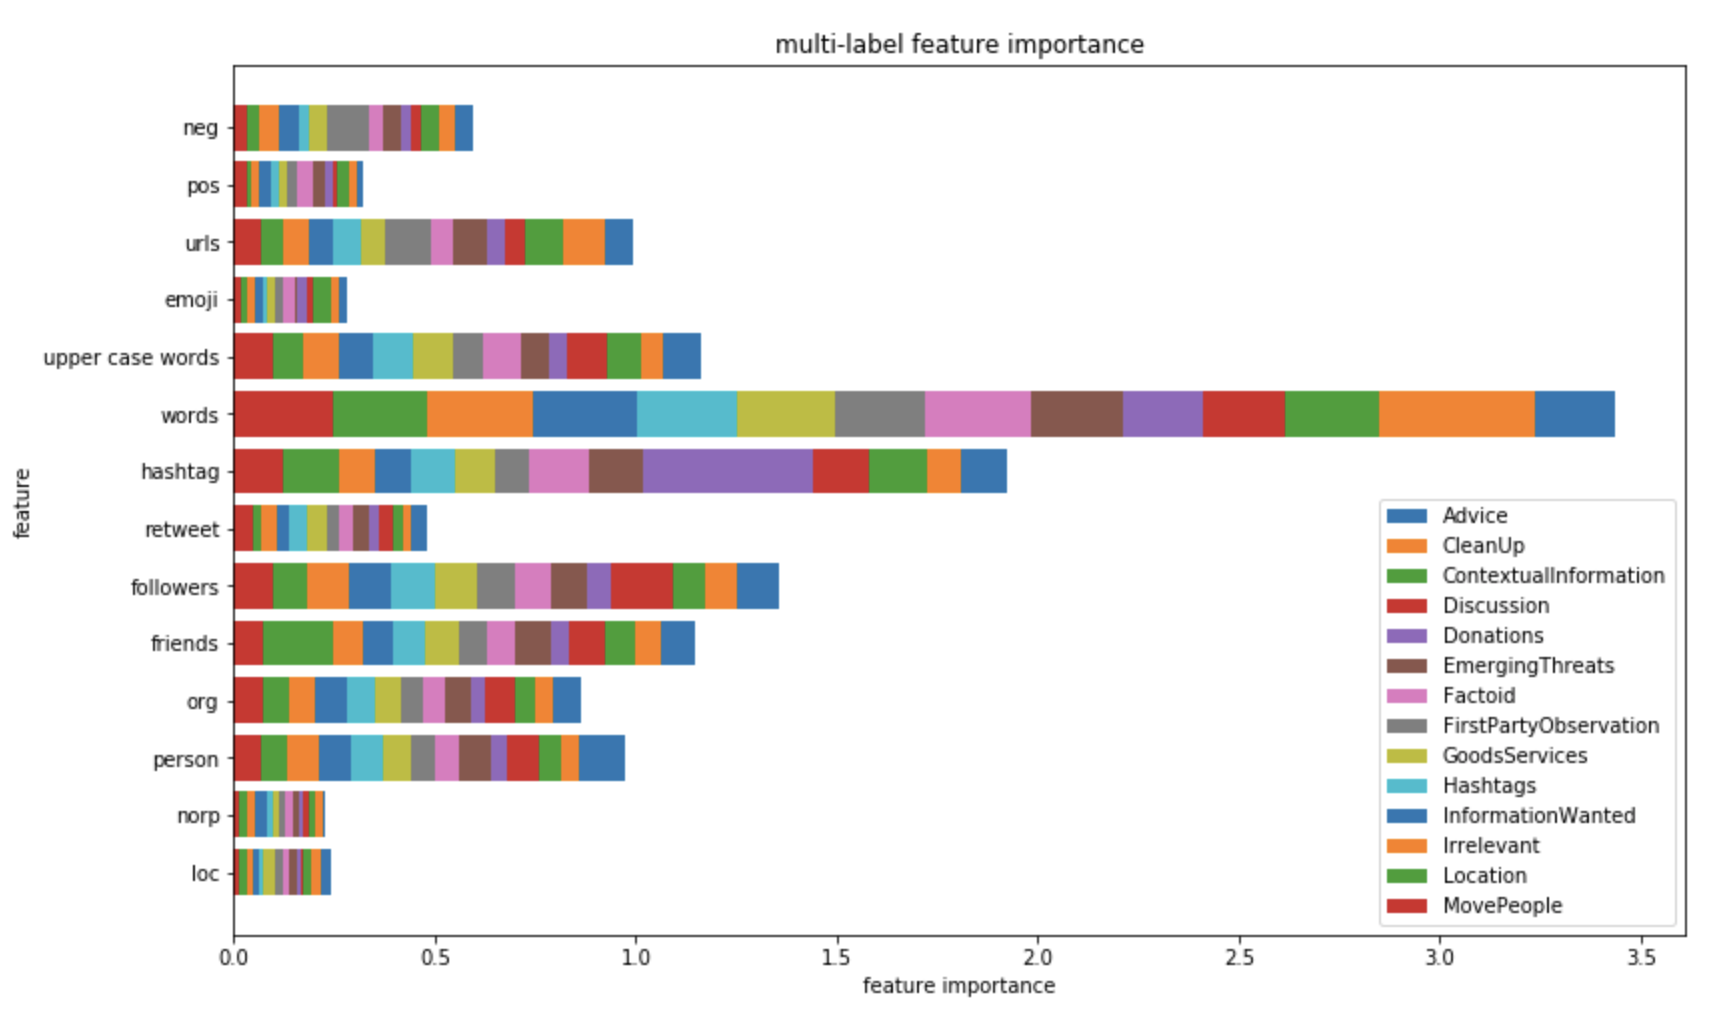 multi-label feature importance
neg
pos
urls
emoji
upper case words
words
hashtag
retweet
followers
friends
org
person
norp
loc
feature
0.0 0.5 1.0 1.5 2.0 2.5 3.0 3.5
feature importance
Advice
CleanUp
ContextualInformation
Discussion
Donations
EmergingThreats
Factoid
FirstPartyObservation
GoodsServices
Hashtags
InformationWanted
Irrelevant
Location
MovePeople